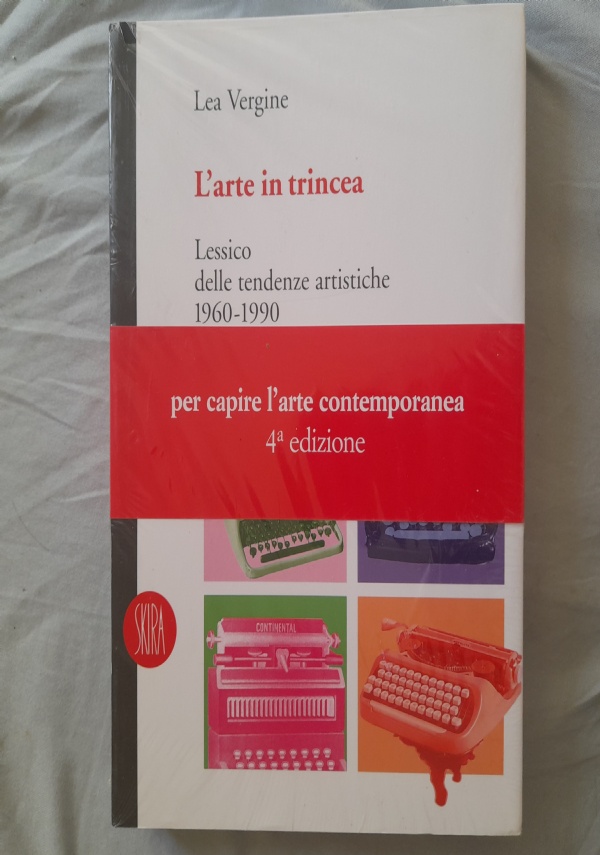 Lea Vergine
L'arte in trincea
Lessico
delle tendenze artistiche
1960-1990
per capire l'arte contemporanea
4ª edizione
CONTINENTAL
SKIRA